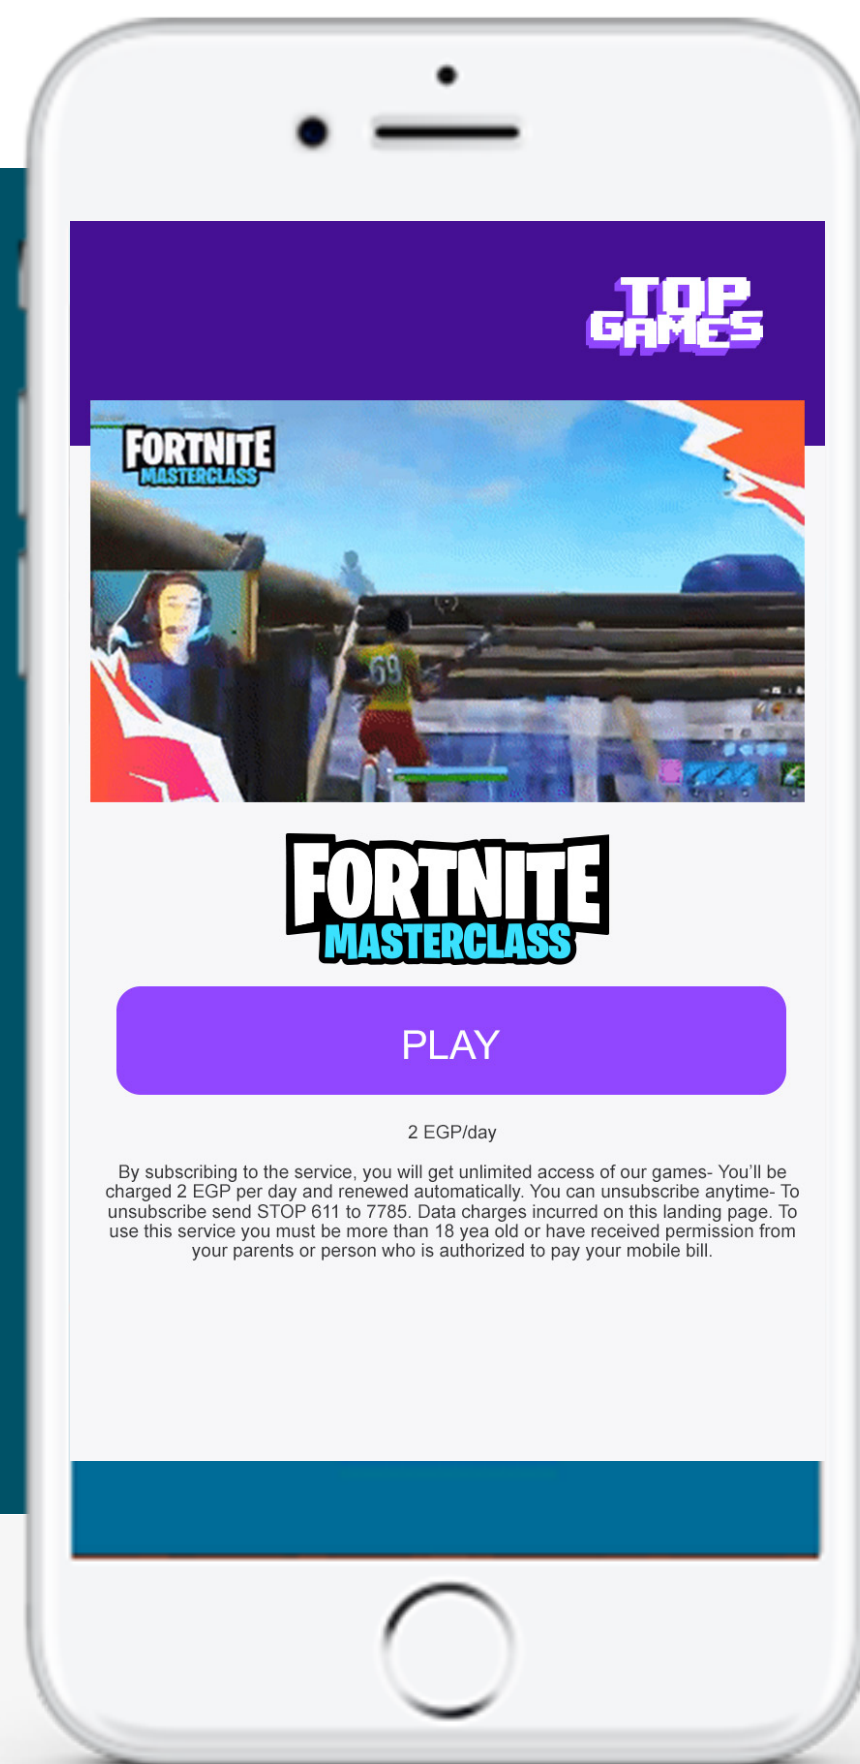 TOP
GAMES
FORTNITE
MASTERCLASS
69
FORTNITE
MASTERCLASS
PLAY
2 EGP/day
By subscribing to the service, you will get unlimited access of our games- You'll be
charged 2 EGP per day and renewed automatically. You can unsubscribe anytime- To
unsubscribe send STOP 611 to 7785. Data charges incurred on this landing page. To
use this service you must be more than 18 yea old or have received permission from
your parents or person who is authorized to pay your mobile bill.